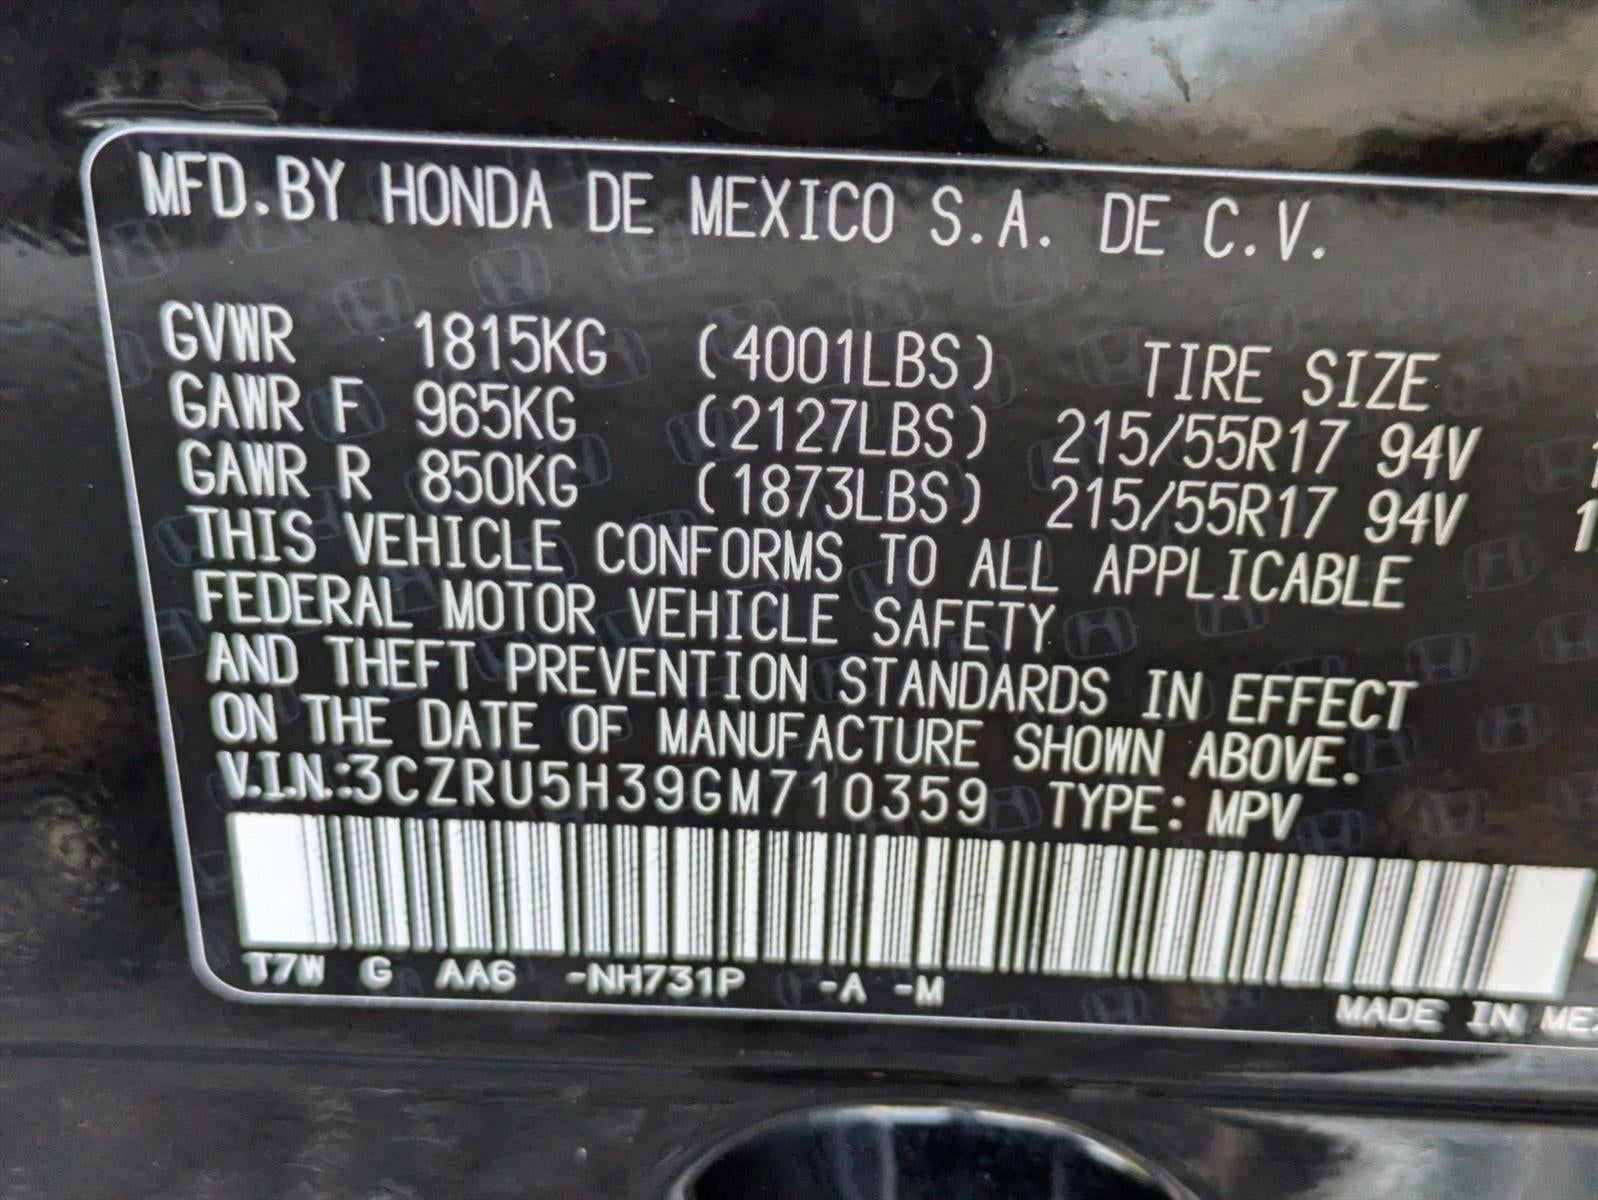 MFD.BY HONDA DE MEXICO S.A. DE C.V.
GVWR 1815KG (4001LBS) TIRE SIZE
GAWR F 965KG (2127LBS) 215/55R17 94V
GAWR R 850KG (1873LBS) 215/55R17 94V
THIS VEHICLE CONFORMS TO ALL APPLICABLE
FEDERAL MOTOR VEHICLE SAFETY
AND THEFT PREVENTION STANDARDS IN EFFECT
ON THE DATE OF MANUFACTURE SHOWN ABOVE.
V.I.N.:3CZRU5H39GM710359 TYPE: MPV
T7W G AA6 -NH731P -A -M
MADE IN